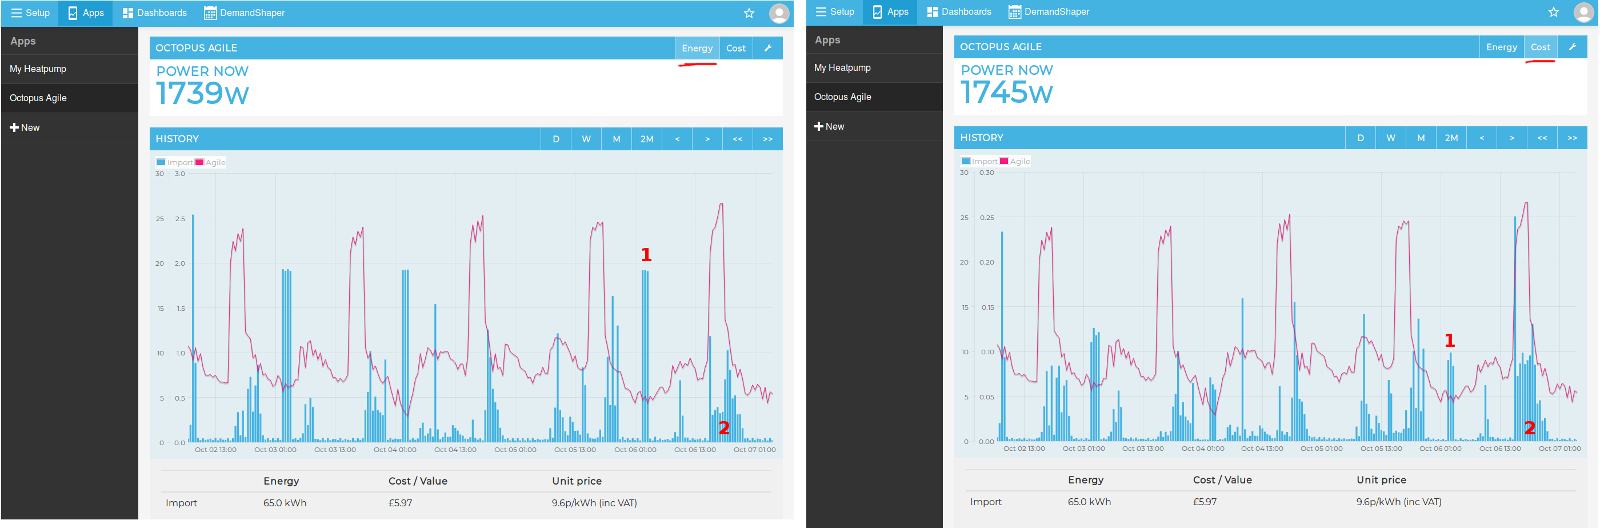 Setup Apps Dashboards DemandShaper
Apps
My Heatpump
Octopus Agile
New
OCTOPUS AGILE Energy Cost
POWER NOW
1739W
HISTORY D W M 2M < > << >>
Import Agile
30 3.0
25 2.5
20 2.0
15 1.5
10 1.0
5 0.5
0 0.0
1
2
Oct 02 13:00 Oct 03 01:00 Oct 03 13:00 Oct 04 01:00 Oct 04 13:00 Oct 05 01:00 Oct 05 13:00 Oct 06 01:00 Oct 06 13:00 Oct 07 01:00
Energy Cost / Value Unit price
Import 65.0 kWh £5.97 9.6p/kWh (inc VAT)
Setup Apps Dashboards DemandShaper
Apps
My Heatpump
Octopus Agile
New
OCTOPUS AGILE Energy Cost
POWER NOW
1745W
HISTORY D W M 2M < > << >>
Import Agile
30 0.30
25 0.25
20 0.20
15 0.15
10 0.10
5 0.05
0 0.00
1
2
Oct 02 13:00 Oct 03 01:00 Oct 03 13:00 Oct 04 01:00 Oct 04 13:00 Oct 05 01:00 Oct 05 13:00 Oct 06 01:00 Oct 06 13:00 Oct 07 01:00
Energy Cost / Value Unit price
Import 65.0 kWh £5.97 9.6p/kWh (inc VAT)